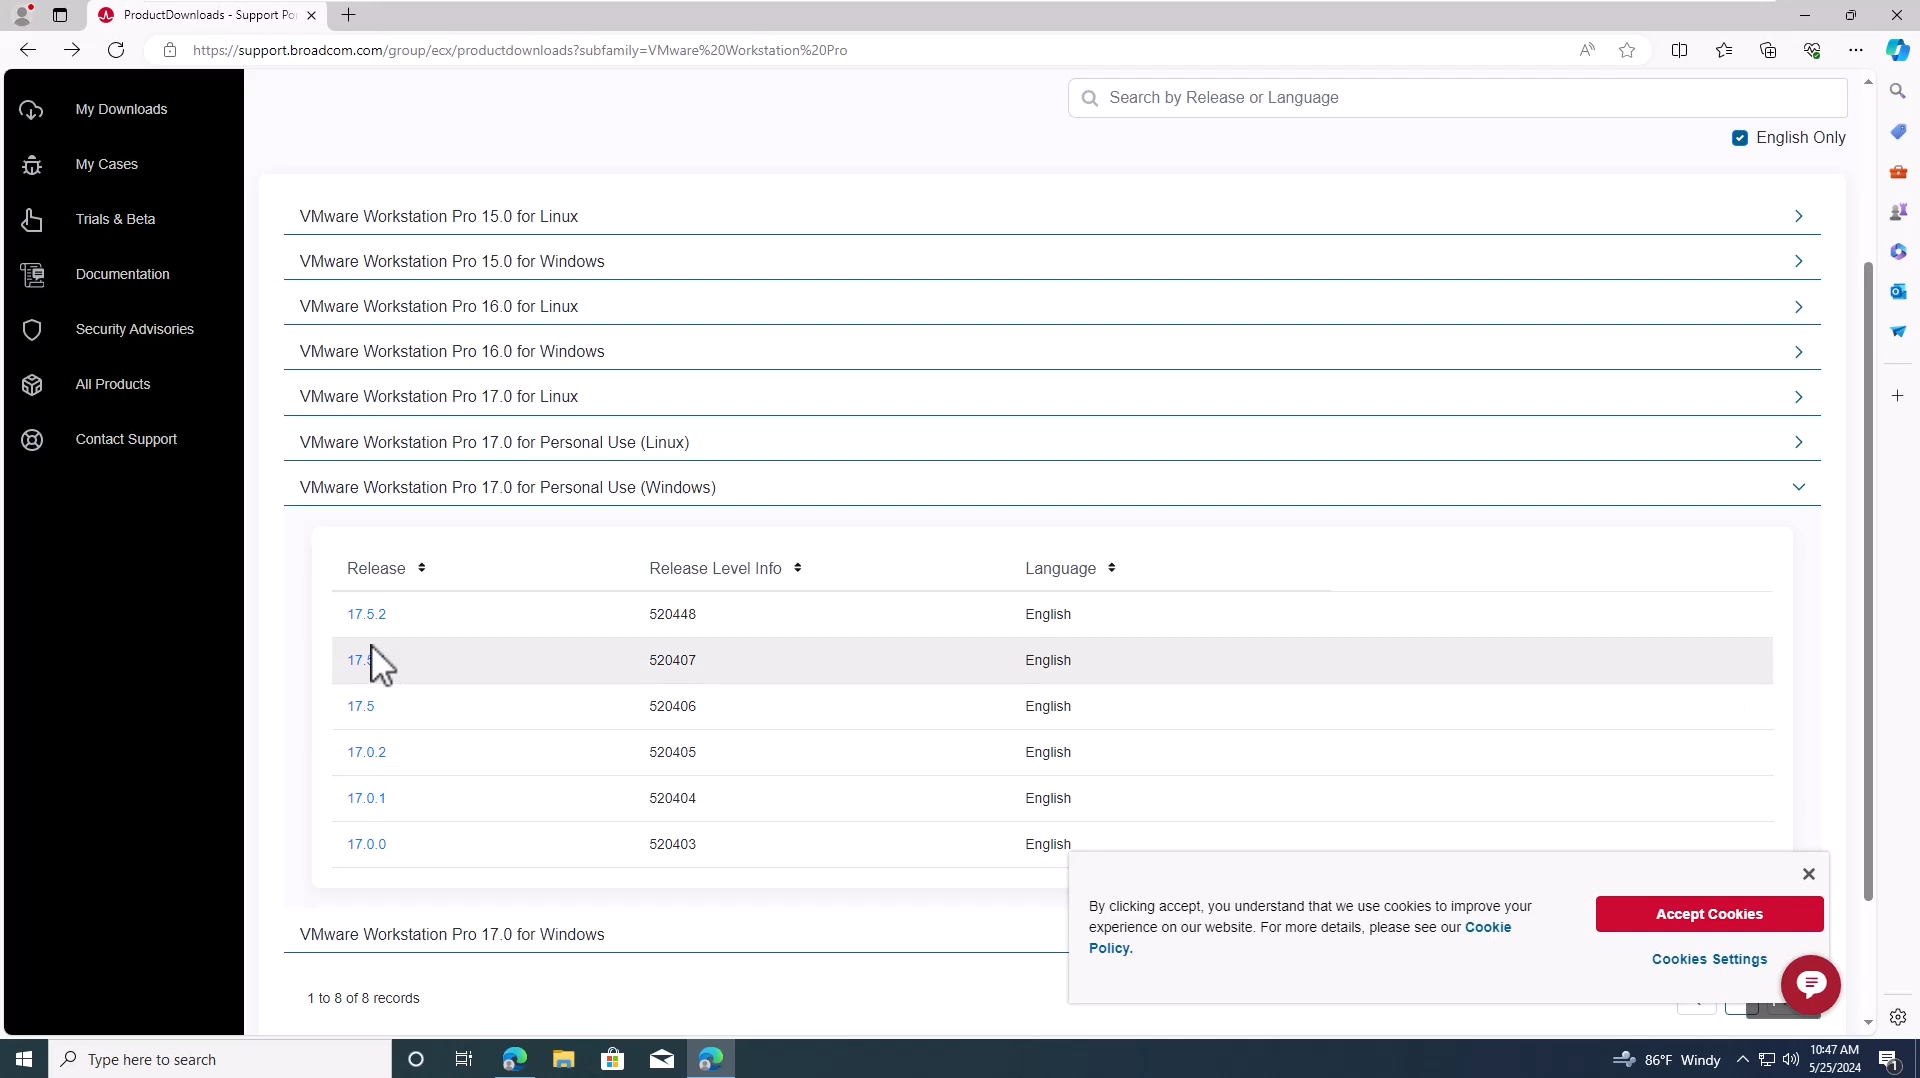 ProductDownloads - Support Po
https://support.broadcom.com/group/ecx/productdownloads?subfamily=VMware%20Workstation%20Pro
My Downloads
My Cases
Trials & Beta
Documentation
Security Advisories
All Products
Contact Support
Search by Release or Language
English Only
VMware Workstation Pro 15.0 for Linux
VMware Workstation Pro 15.0 for Windows
VMware Workstation Pro 16.0 for Linux
VMware Workstation Pro 16.0 for Windows
VMware Workstation Pro 17.0 for Linux
VMware Workstation Pro 17.0 for Personal Use (Linux)
VMware Workstation Pro 17.0 for Personal Use (Windows)
Release Release Level Info Language
17.5.2 520448 English
520407 English
17.5 520406 English
17.0.2 520405 English
17.0.1 520404 English
17.0.0 520403 English
VMware Workstation Pro 17.0 for Windows
1 to 8 of 8 records
By clicking accept, you understand that we use cookies to improve your
experience on our website. For more details, please see our Cookie
Policy.
Accept Cookies
Cookies Settings
Type here to search
86°F Windy
10:47 AM
5/25/2024
1